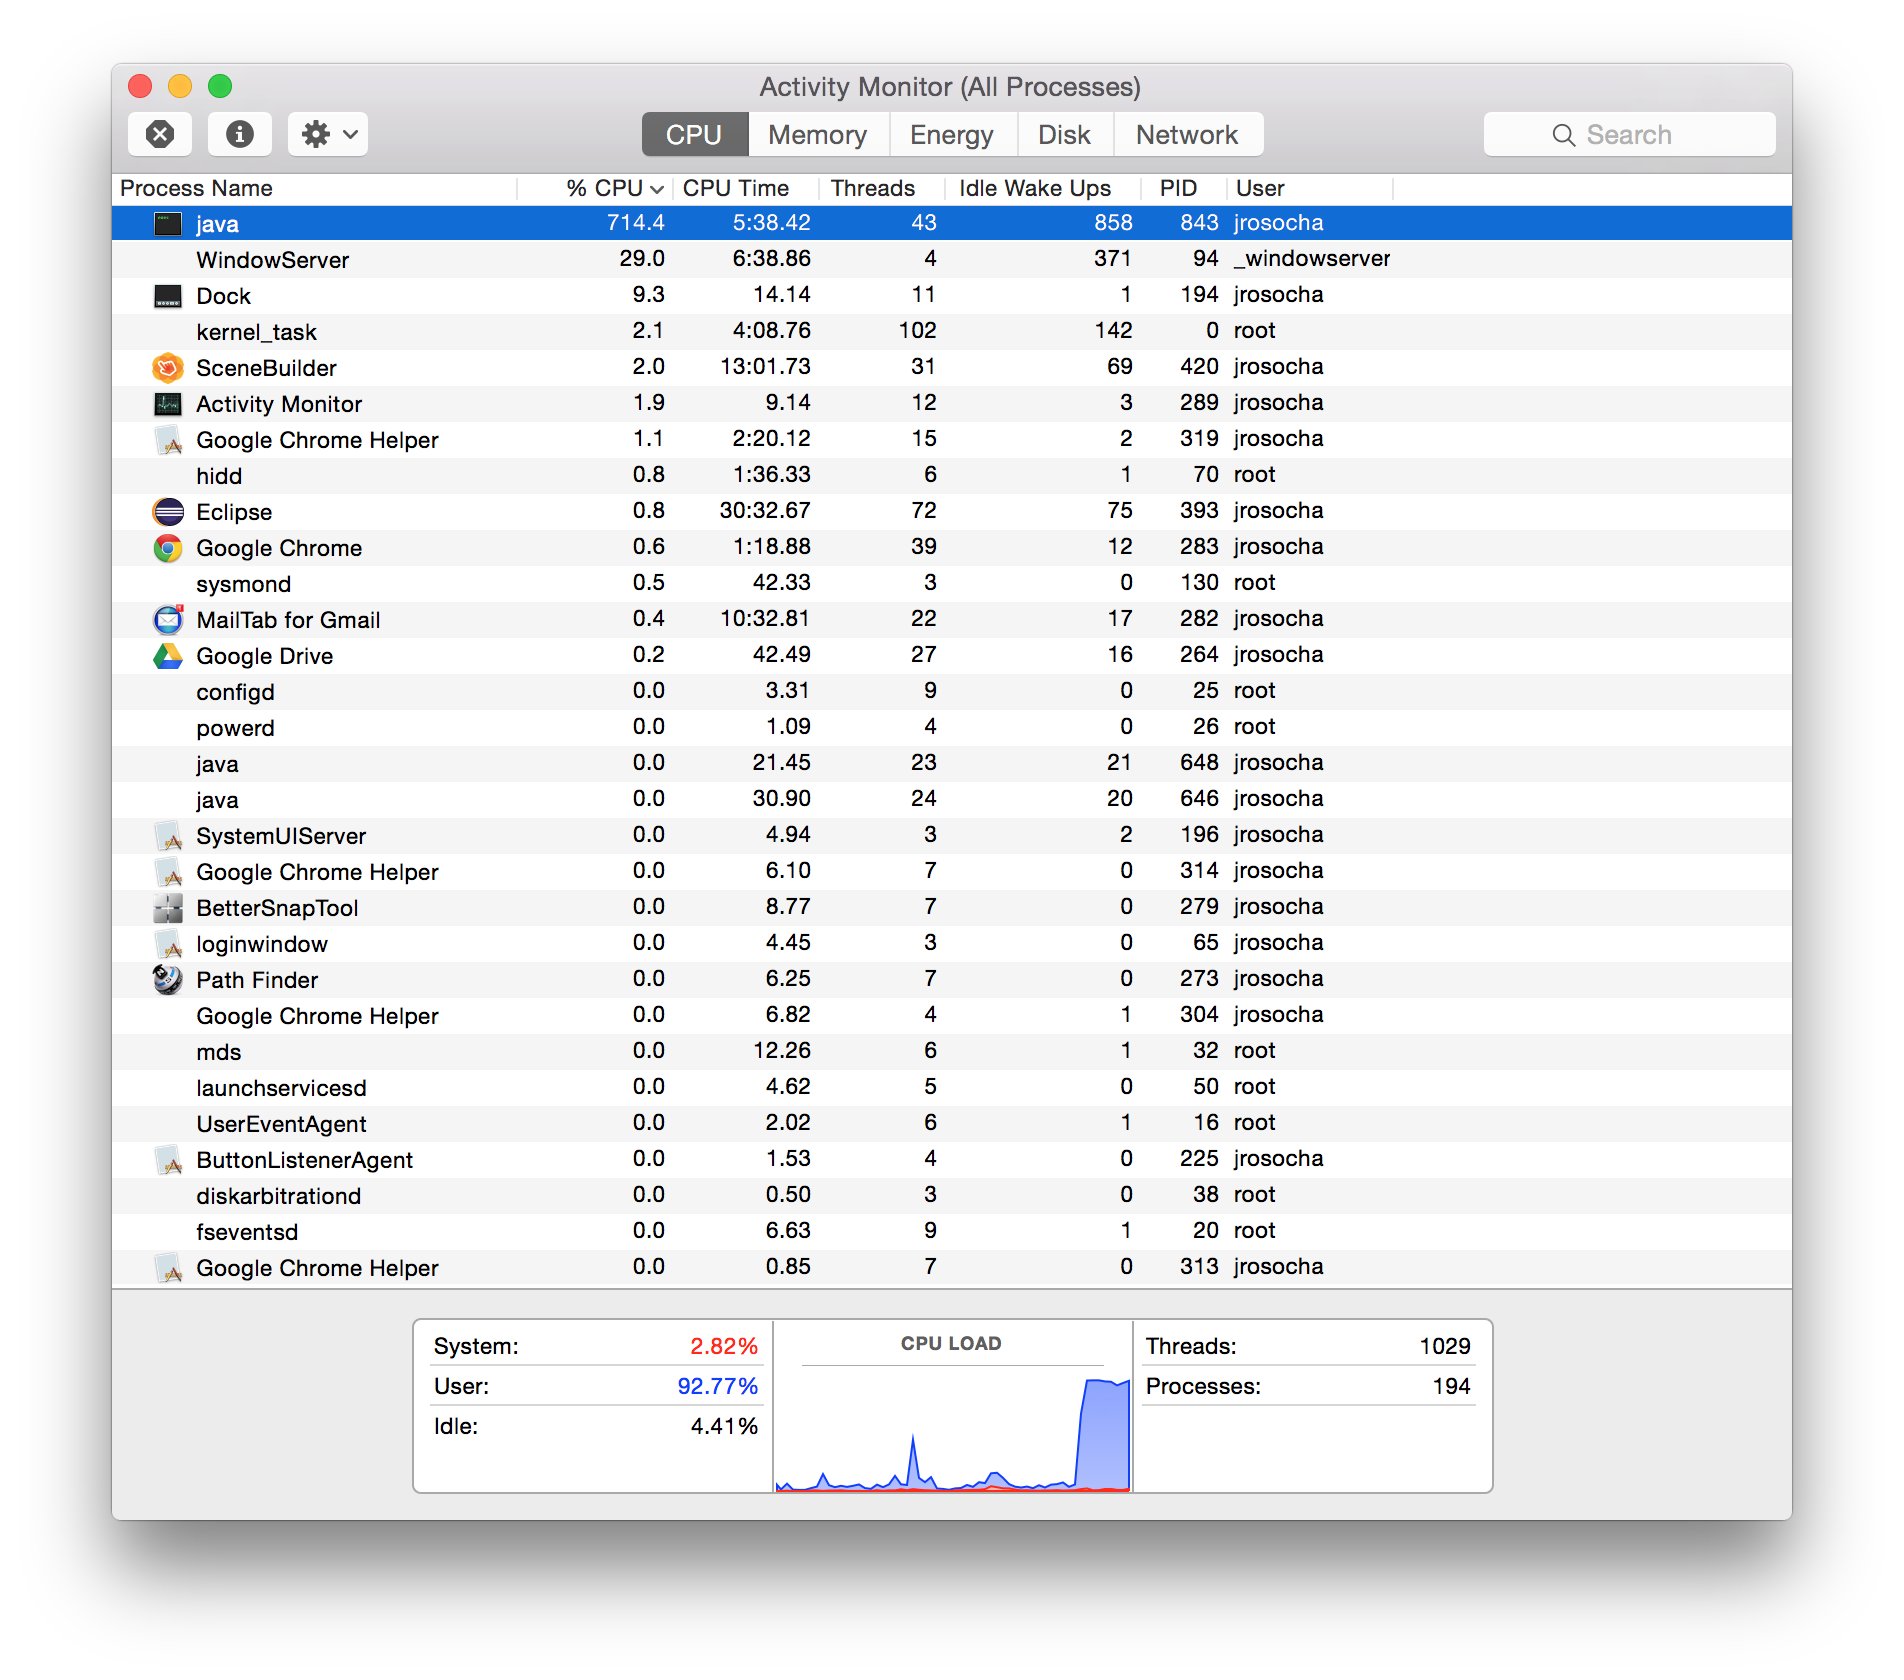 Activity Monitor (All Processes)
CPU Memory Energy Disk Network Search
Process Name % CPU CPU Time Threads Idle Wake Ups PID User
java 714.4 5:38.42 43 858 843 jrosocha
WindowServer 29.0 6:38.86 4 371 94 _windowserver
Dock 9.3 14.14 11 1 194 jrosocha
kernel_task 2.1 4:08.76 102 142 0 root
SceneBuilder 2.0 13:01.73 31 69 420 jrosocha
Activity Monitor 1.9 9.14 12 3 289 jrosocha
Google Chrome Helper 1.1 2:20.12 15 2 319 jrosocha
hidd 0.8 1:36.33 6 1 70 root
Eclipse 0.8 30:32.67 72 75 393 jrosocha
Google Chrome 0.6 1:18.88 39 12 283 jrosocha
sysmond 0.5 42.33 3 0 130 root
MailTab for Gmail 0.4 10:32.81 22 17 282 jrosocha
Google Drive 0.2 42.49 27 16 264 jrosocha
configd 0.0 3.31 9 0 25 root
powerd 0.0 1.09 4 0 26 root
java 0.0 21.45 23 21 648 jrosocha
java 0.0 30.90 24 20 646 jrosocha
SystemUIServer 0.0 4.94 3 2 196 jrosocha
Google Chrome Helper 0.0 6.10 7 0 314 jrosocha
BetterSnapTool 0.0 8.77 7 0 279 jrosocha
loginwindow 0.0 4.45 3 0 65 jrosocha
Path Finder 0.0 6.25 7 0 273 jrosocha
Google Chrome Helper 0.0 6.82 4 1 304 jrosocha
mds 0.0 12.26 6 1 32 root
launchservicesd 0.0 4.62 5 0 50 root
UserEventAgent 0.0 2.02 6 1 16 root
ButtonListenerAgent 0.0 1.53 4 0 225 jrosocha
diskarbitrationd 0.0 0.50 3 0 38 root
fseventsd 0.0 6.63 9 1 20 root
Google Chrome Helper 0.0 0.85 7 0 313 jrosocha
System: 2.82% CPU LOAD Threads: 1029
User: 92.77% Processes: 194
Idle: 4.41%